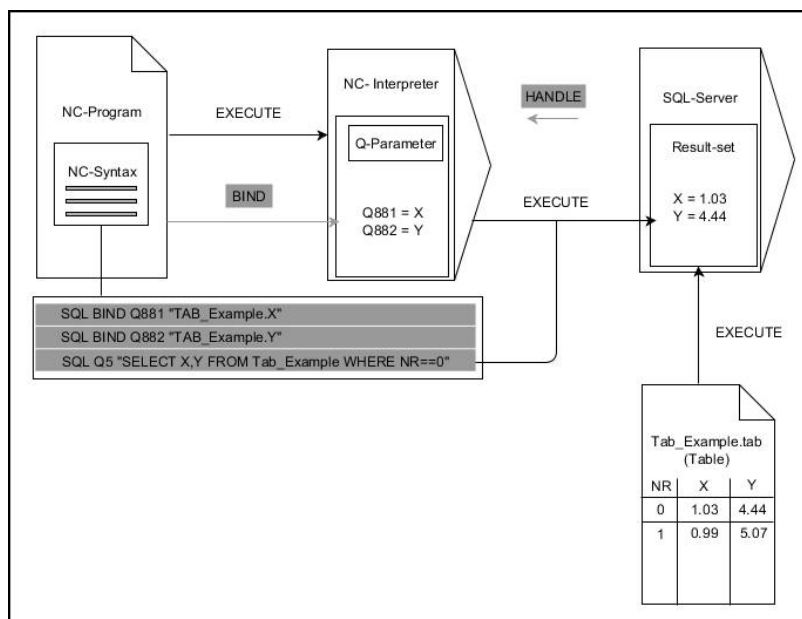 NC-Program
NC-Syntax
EXECUTE
BIND
NC- Interpreter
Q-Parameter
Q881 = X
Q882 = Y
HANDLE
EXECUTE
SQL-Server
Result-set
X = 1.03
Y = 4.44
SQL BIND Q881 "TAB_Example.X"
SQL BIND Q882 "TAB_Example.Y"
SQL Q5 "SELECT X,Y FROM Tab_Example WHERE NR==0"
EXECUTE
Tab_Example.tab
(Table)
NR X Y
0 1.03 4.44
1 0.99 5.07